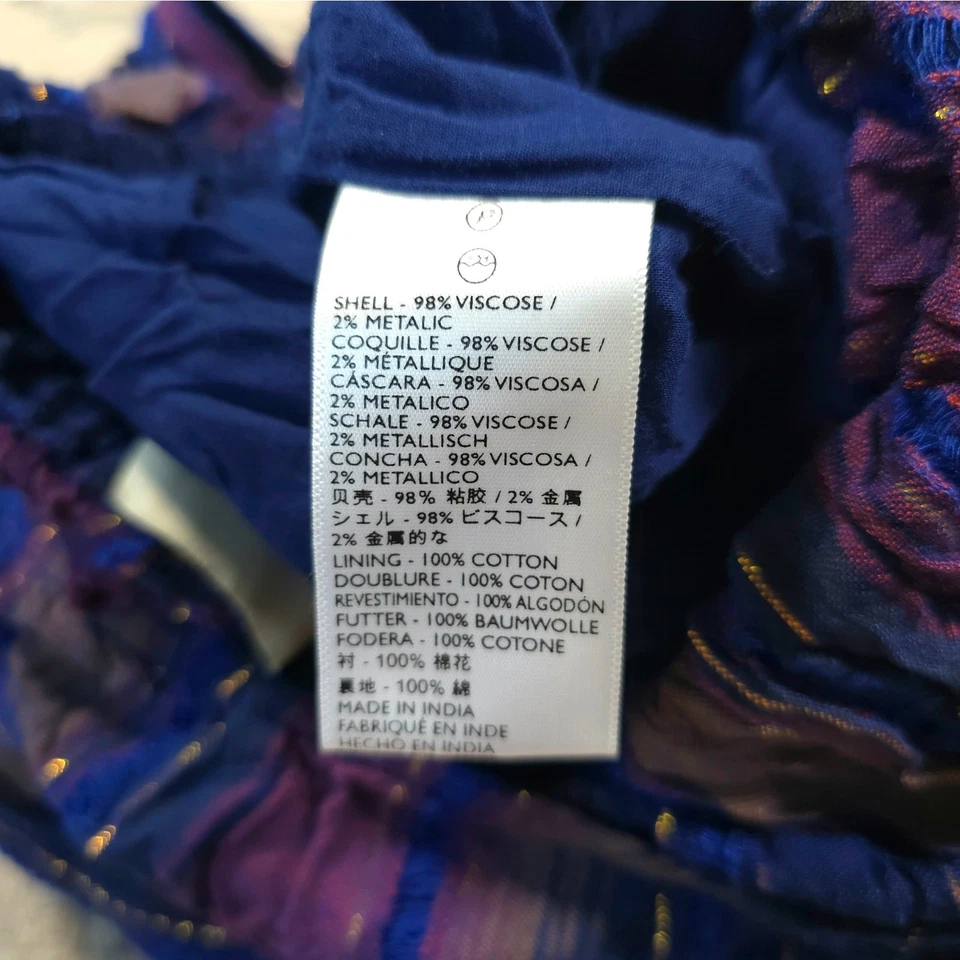 SHELL - 98% VISCOSE /
2% METALIC
COQUILLE - 98% VISCOSE /
2% MÉTALLIQUE
CÁSCARA - 98% VISCOSA /
2% METALICO
SCHALE - 98% VISCOSE /
2% METALLISCH
CONCHA - 98% VISCOSA /
2% METALLICO
贝壳 - 98% 粘胶 / 2% 金属
シェル - 98% ビスコース /
2% 金属的な
LINING - 100% COTTON
DOUBLURE - 100% COTON
REVESTIMIENTO - 100% ALGODÓN
FUTTER - 100% BAUMWOLLE
FODERA - 100% COTONE
衬 - 100% 棉花
裏地 - 100% 綿
MADE IN INDIA
FABRIQUÉ EN INDE
HECHO EN INDIA